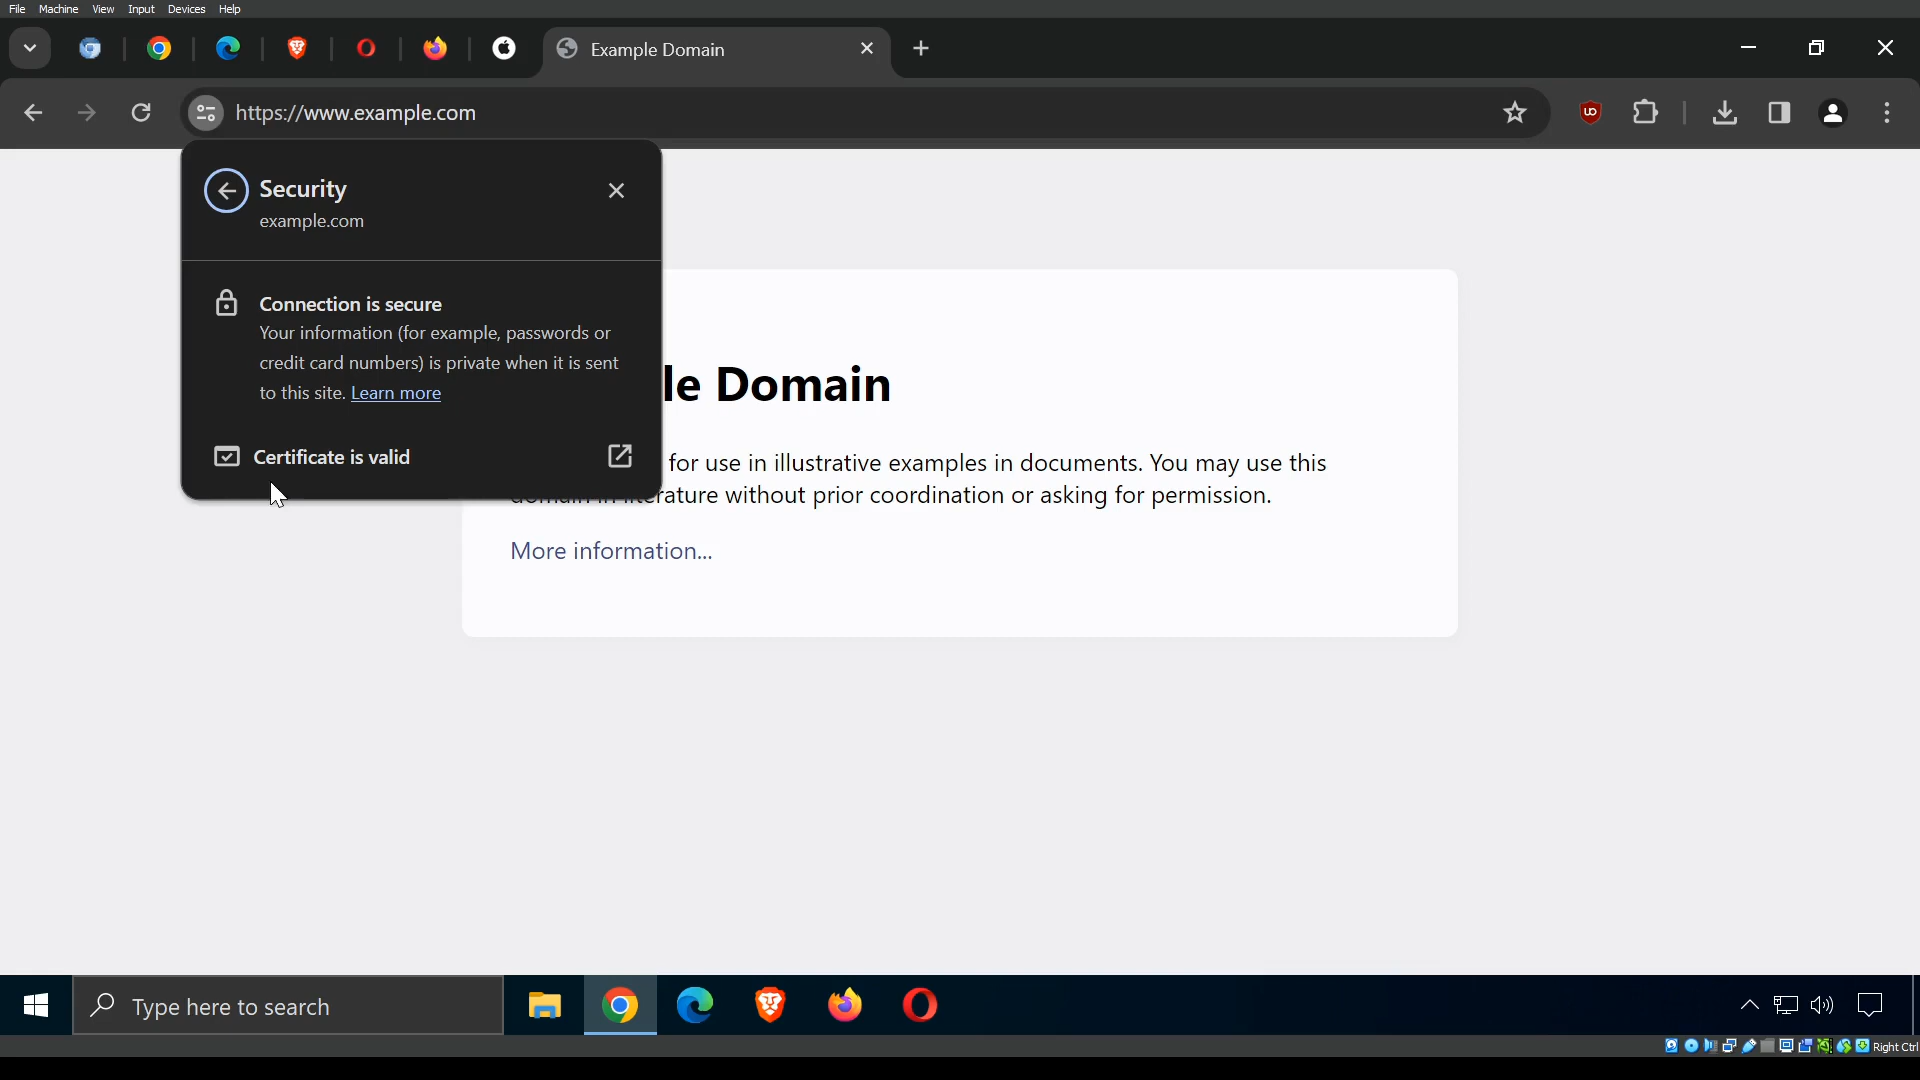 File Machine View Input Devices Help
Example Domain
https://www.example.com
Security
example.com
Connection is secure
Your information (for example, passwords or
credit card numbers) is private when it is sent
to this site. Learn more
Certificate is valid
le Domain
for use in illustrative examples in documents. You may use this
domain in literature without prior coordination or asking for permission.
More information...
Type here to search
Right Ctrl